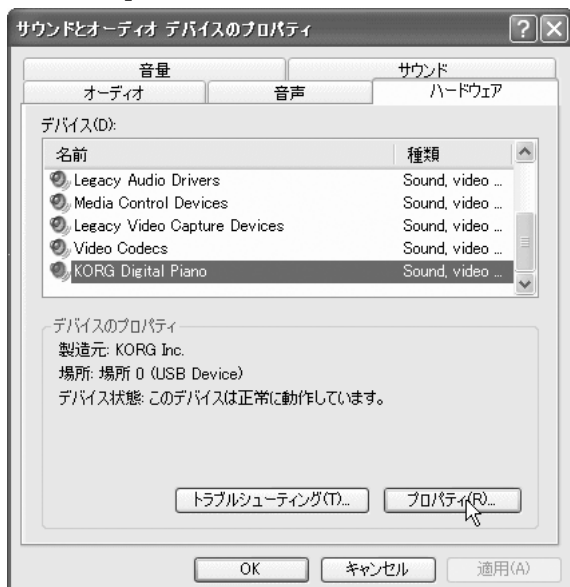 サウンドとオーディオ デバイスのプロパティ
音量 サウンド
オーディオ 音声 ハードウェア
デバイス(D):
名前 種類
Legacy Audio Drivers Sound, video ...
Media Control Devices Sound, video ...
Legacy Video Capture Devices Sound, video ...
Video Codecs Sound, video ...
KORG Digital Piano Sound, video ...
デバイスのプロパティ
製造元: KORG Inc.
場所: 場所 0 (USB Device)
デバイス状態: このデバイスは正常に動作しています。
トラブルシューティング(T)... プロパティ(R)...
OK キャンセル 適用(A)